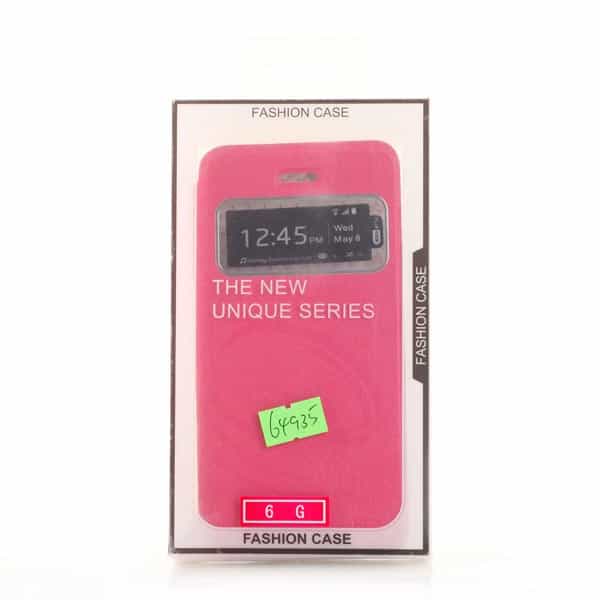 FASHION CASE
12:45 PM
Wed
May 8
THE NEW
UNIQUE SERIES
FASHION CASE
64935
6 G
FASHION CASE